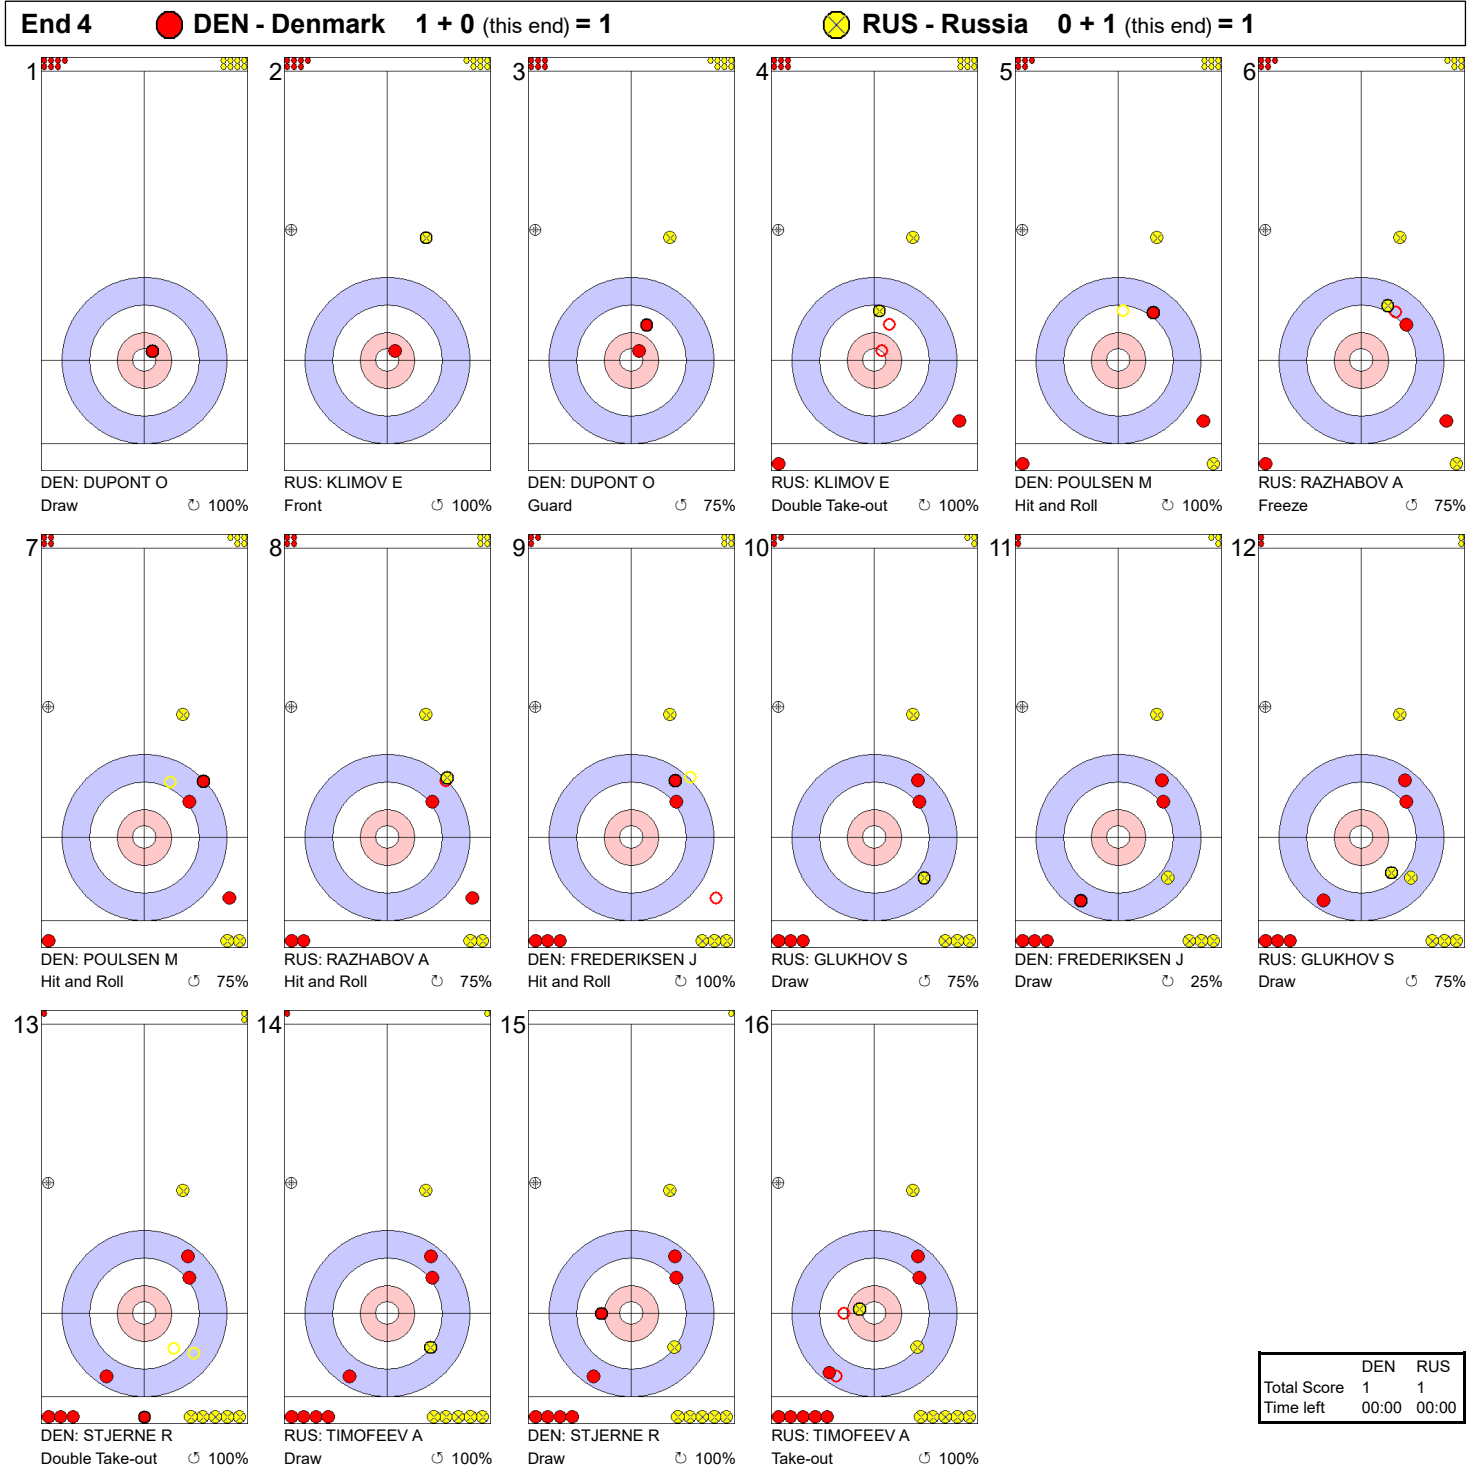 End 4 DEN - Denmark 1 + 0 (this end) = 1 RUS - Russia 0 + 1 (this end) = 1
1 2 3 4 5 6
DEN: DUPONT O RUS: KLIMOV E DEN: DUPONT O RUS: KLIMOV E DEN: POULSEN M RUS: RAZHABOV A
Draw ↻ 100% Front ↺ 100% Guard ↺ 75% Double Take-out ↻ 100% Hit and Roll ↻ 100% Freeze ↺ 75%
7 8 9 10 11 12
DEN: POULSEN M RUS: RAZHABOV A DEN: FREDERIKSEN J RUS: GLUKHOV S DEN: FREDERIKSEN J RUS: GLUKHOV S
Hit and Roll ↺ 75% Hit and Roll ↺ 75% Hit and Roll ↻ 100% Draw ↺ 75% Draw ↻ 25% Draw ↺ 75%
13 14 15 16
DEN: STJERNE R RUS: TIMOFEEV A DEN: STJERNE R RUS: TIMOFEEV A
Double Take-out ↻ 100% Draw ↻ 100% Draw ↻ 100% Take-out ↻ 100%
DEN RUS
Total Score 1 1
Time left 00:00 00:00